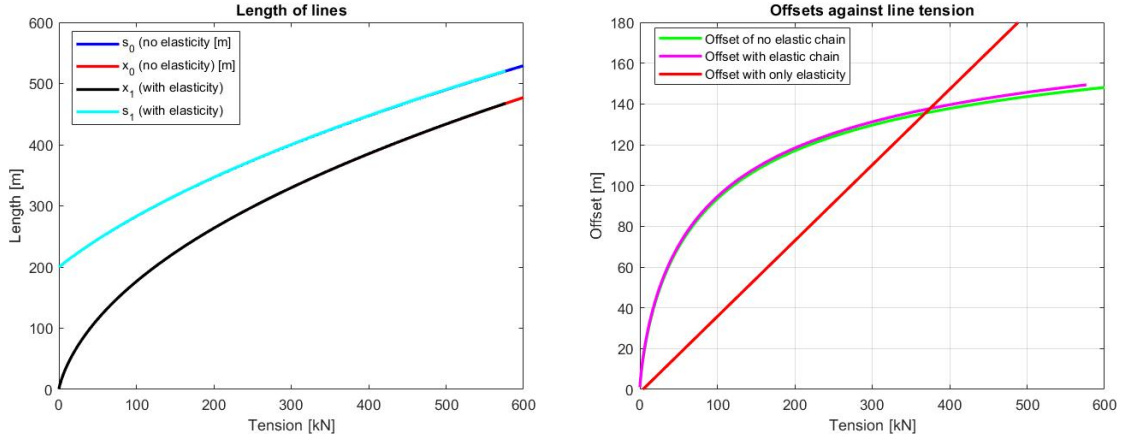 Length of lines
600
500
400
300
200
100
0
Length [m]
s0 (no elasticity [m]
x0 (no elasticity) [m]
x1 (with elasticity)
s1 (with elasticity)
0 100 200 300 400 500 600
Tension [kN]
Offsets against line tension
180
160
140
120
100
80
60
40
20
0
Offset [m]
Offset of no elastic chain
Offset with elastic chain
Offset with only elasticity
0 100 200 300 400 500 600
Tension [kN]